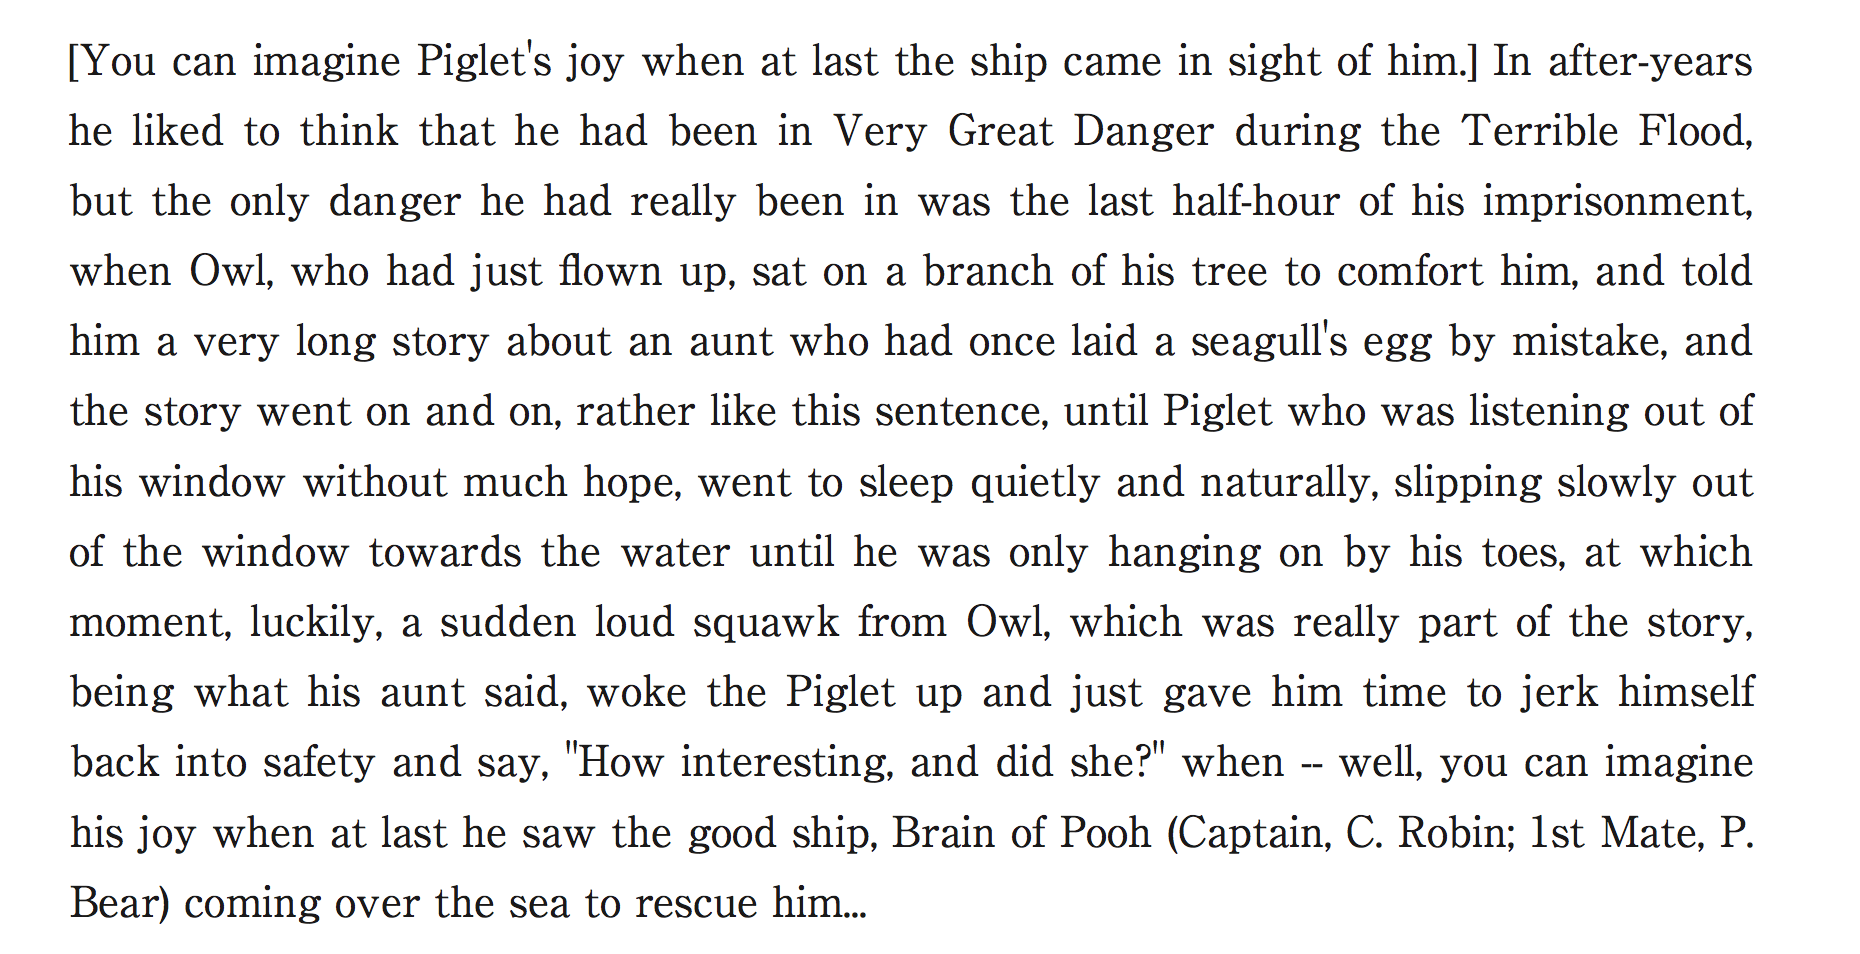 [You can imagine Piglet's joy when at last the ship came in sight of him.] In after-years
he liked to think that he had been in Very Great Danger during the Terrible Flood,
but the only danger he had really been in was the last half-hour of his imprisonment,
when Owl, who had just flown up, sat on a branch of his tree to comfort him, and told
him a very long story about an aunt who had once laid a seagull's egg by mistake, and
the story went on and on, rather like this sentence, until Piglet who was listening out of
his window without much hope, went to sleep quietly and naturally, slipping slowly out
of the window towards the water until he was only hanging on by his toes, at which
moment, luckily, a sudden loud squawk from Owl, which was really part of the story,
being what his aunt said, woke the Piglet up and just gave him time to jerk himself
back into safety and say, "How interesting, and did she?" when -- well, you can imagine
his joy when at last he saw the good ship, Brain of Pooh (Captain, C. Robin; 1st Mate, P.
Bear) coming over the sea to rescue him...